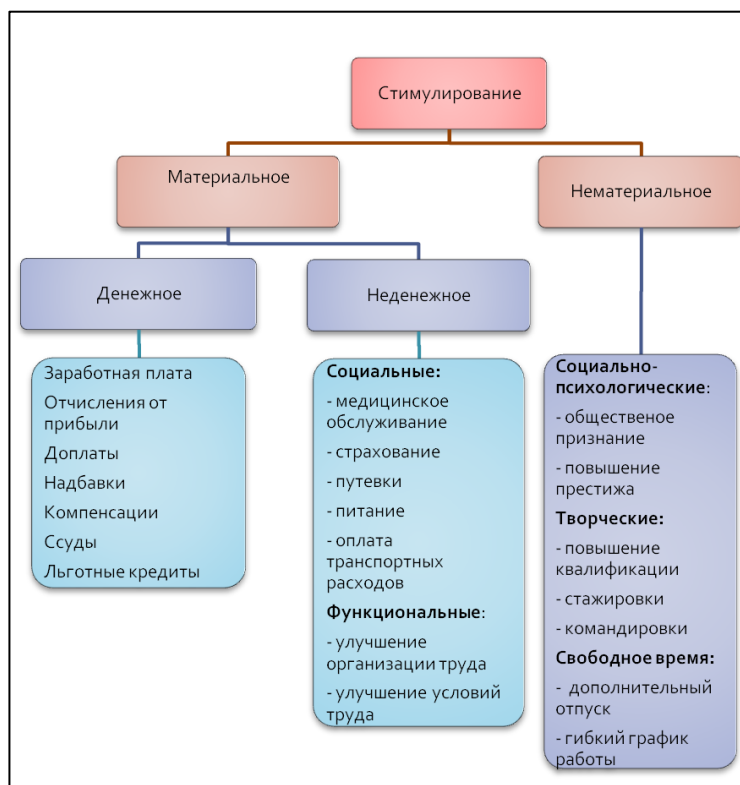 Стимулирование
Материальное
Нематериальное
Денежное
Неденежное
Заработная плата
Отчисления от
прибыли
Доплаты
Надбавки
Компенсации
Ссуды
Льготные кредиты
Социальные:
- медицинское
обслуживание
- страхование
- путевки
- питание
- оплата
транспортных
расходов
Функциональные:
- улучшение
организации труда
- улучшение условий
труда
Социально-
психологические:
- общественое
признание
- повышение
престижа
Творческие:
- повышение
квалификации
- стажировки
- командировки
Свободное время:
- дополнительный
отпуск
- гибкий график
работы